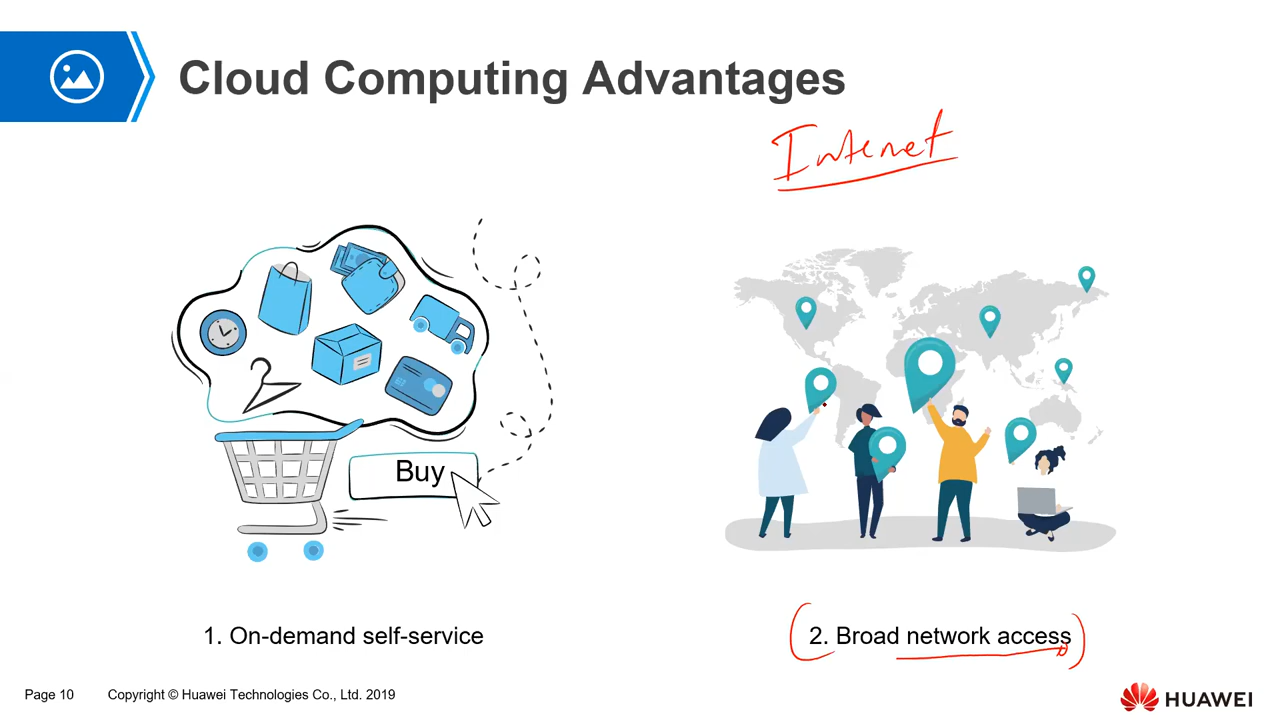 Cloud Computing Advantages
Internet
Buy
1. On-demand self-service
2. Broad network access
Page 10
Copyright © Huawei Technologies Co., Ltd. 2019
HUAWEI